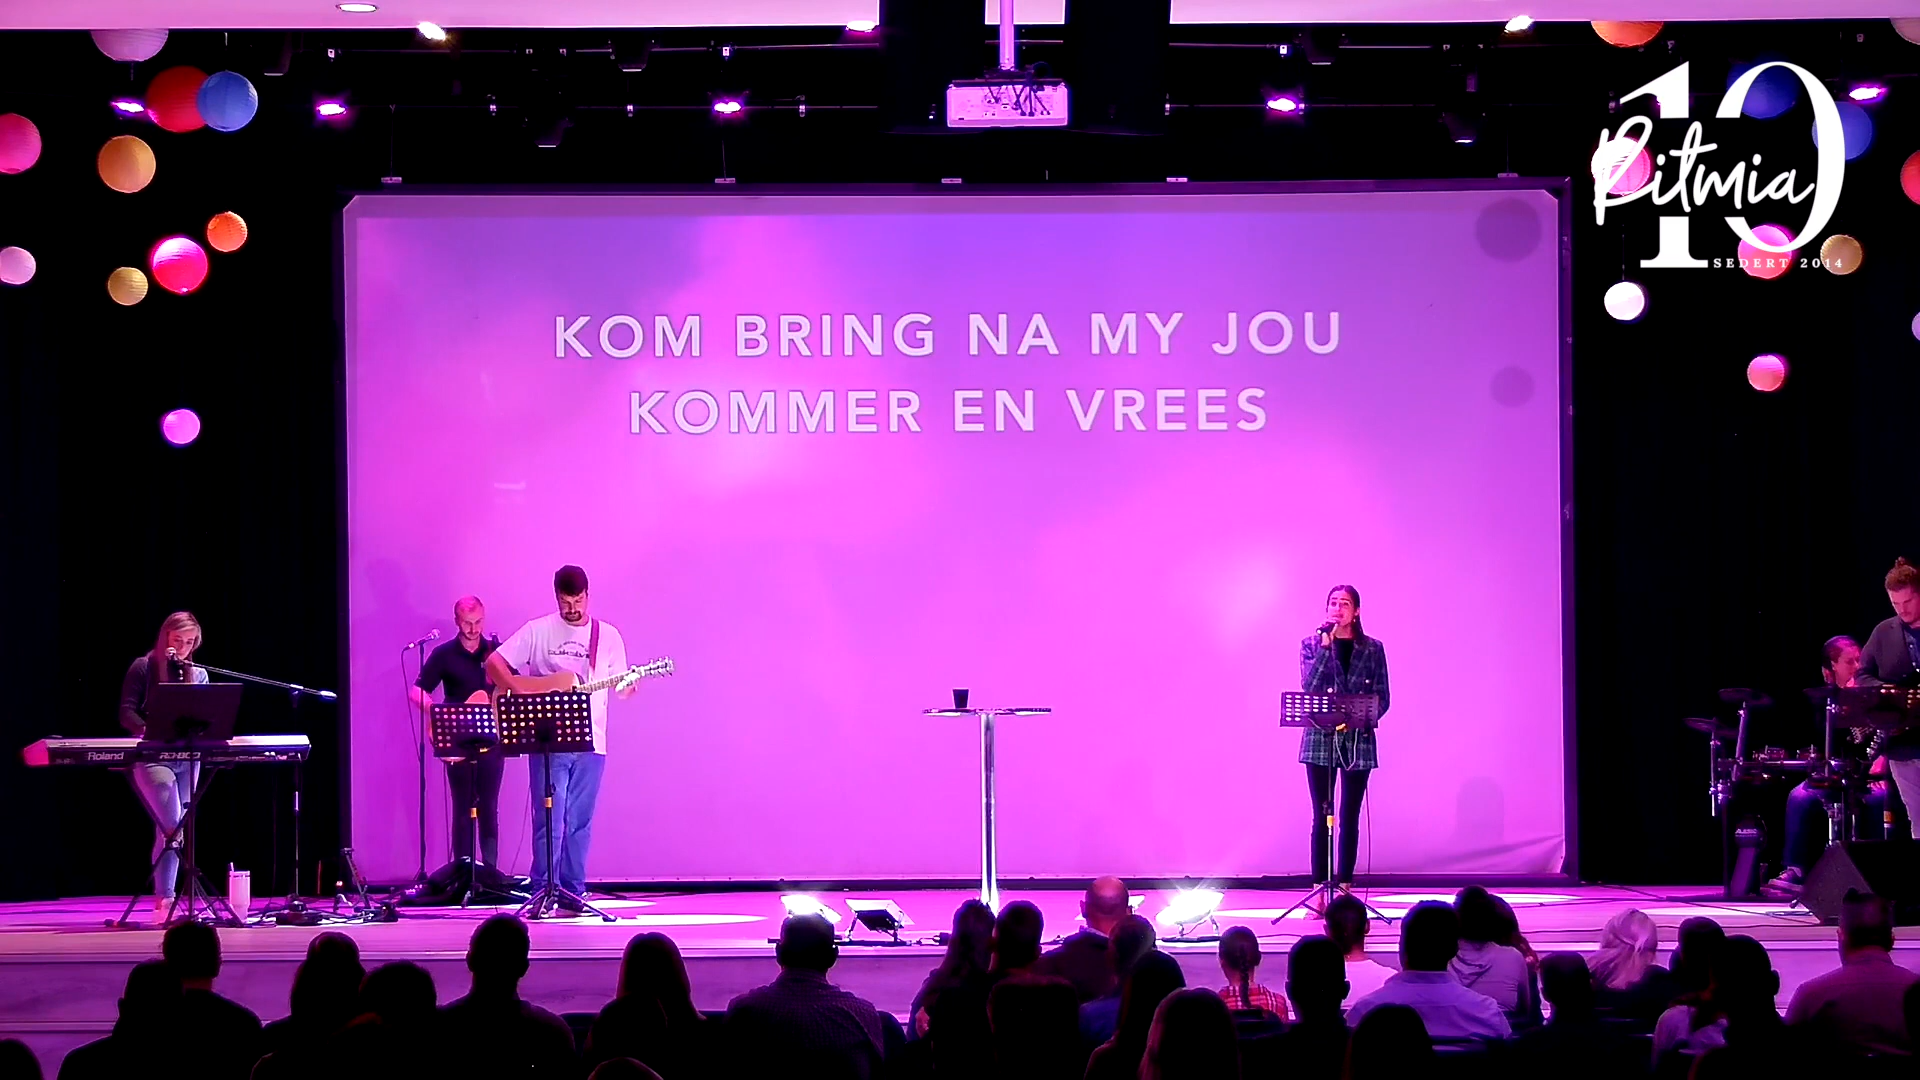 KOM BRING NA MY JOU
KOMMER EN VREES
10
Ritmia
SEDERT 2014
Roland